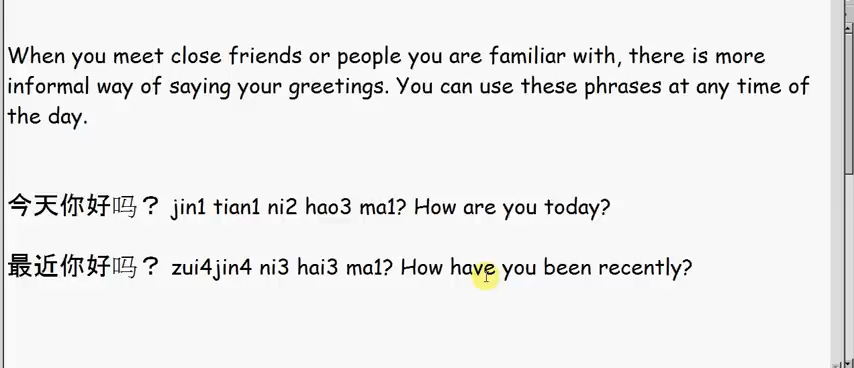 When you meet close friends or people you are familiar with, there is more
informal way of saying your greetings. You can use these phrases at any time of
the day.
今天你好吗？ jin1 tian1 ni2 hao3 ma1? How are you today?
最近你好吗？ zui4jin4 ni3 hai3 ma1? How have you been recently?